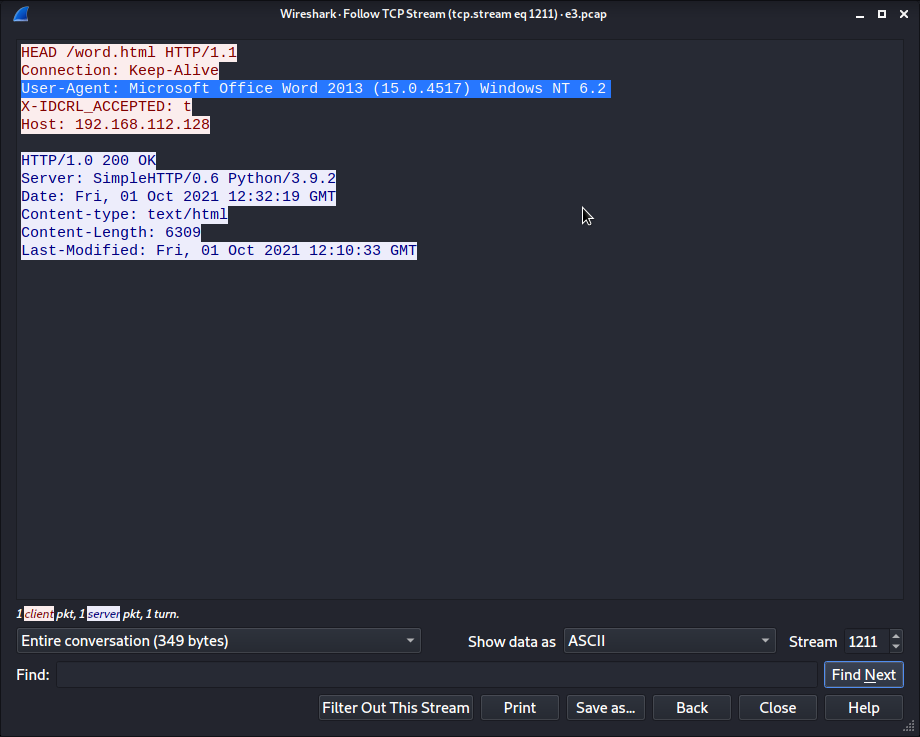 Wireshark · Follow TCP Stream (tcp.stream eq 1211) · e3.pcap
HEAD /word.html HTTP/1.1
Connection: Keep-Alive
User-Agent: Microsoft Office Word 2013 (15.0.4517) Windows NT 6.2
X-IDCRL_ACCEPTED: t
Host: 192.168.112.128
HTTP/1.0 200 OK
Server: SimpleHTTP/0.6 Python/3.9.2
Date: Fri, 01 Oct 2021 12:32:19 GMT
Content-type: text/html
Content-Length: 6309
Last-Modified: Fri, 01 Oct 2021 12:10:33 GMT
1 client pkt, 1 server pkt, 1 turn.
Entire conversation (349 bytes) Show data as ASCII Stream 1211
Find: Find Next
Filter Out This Stream Print Save as... Back Close Help